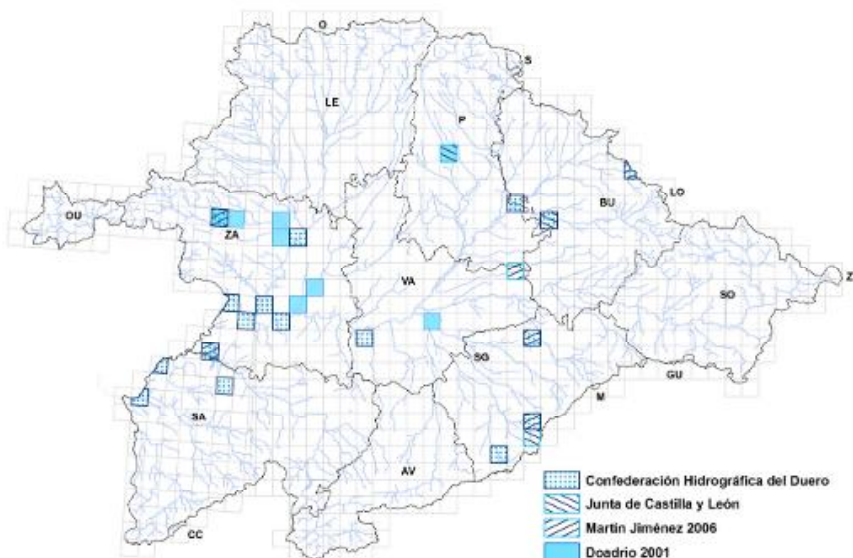 O
S
LE
P
LO
BU
OU
ZA
VA
SO
Z
SG
GU
M
SA
AV
CC
Confederación Hidrográfica del Duero
Junta de Castilla y León
Martín Jiménez 2006
Doadrio 2001